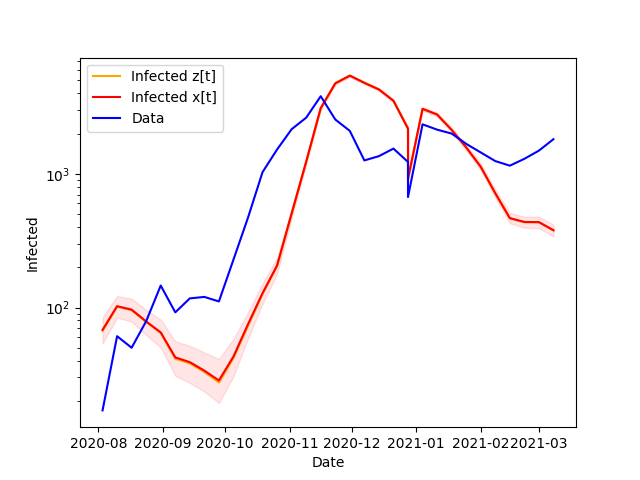 Infected z[t]
Infected x[t]
Data
Infected
10³
10²
2020-08
2020-09
2020-10
2020-11
2020-12
2021-01
2021-02
2021-03
Date